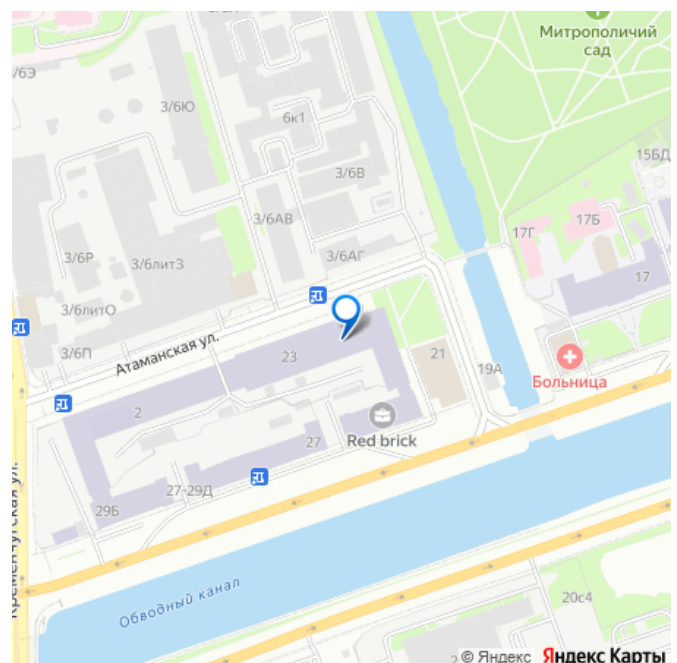 Митрополичий
сад
/6Э
3/6Ю
6к1
15БД
3/6В
3/6АВ
17Б
17Г
3/6АГ
3/6Р
3/6литЗ
17
3/6литО
3/6П
Атаманская ул.
23
21
19А
Больница
2
27
Red brick
27-29Д
29Б
Кременчугская ул.
Обводный канал
20с4
2
© Яндекс Яндекс Карты